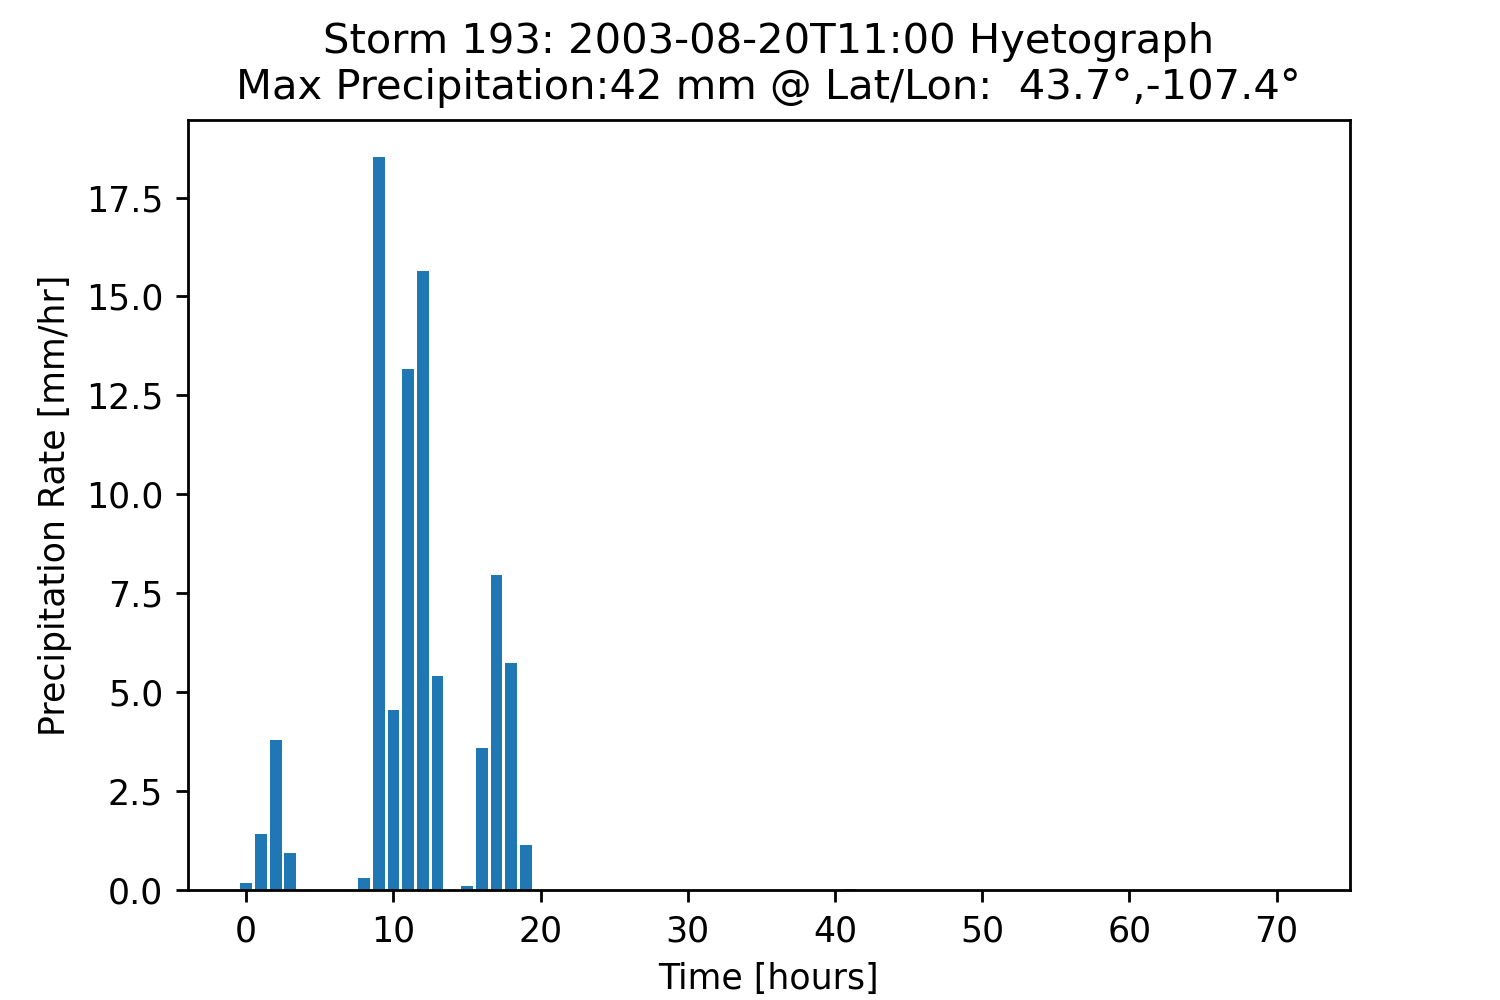 Storm 193: 2003-08-20T11:00 Hyetograph
Max Precipitation:42 mm @ Lat/Lon:  43.7°,-107.4°
Precipitation Rate [mm/hr]
17.5
15.0
12.5
10.0
7.5
5.0
2.5
0.0
0 10 20 30 40 50 60 70
Time [hours]